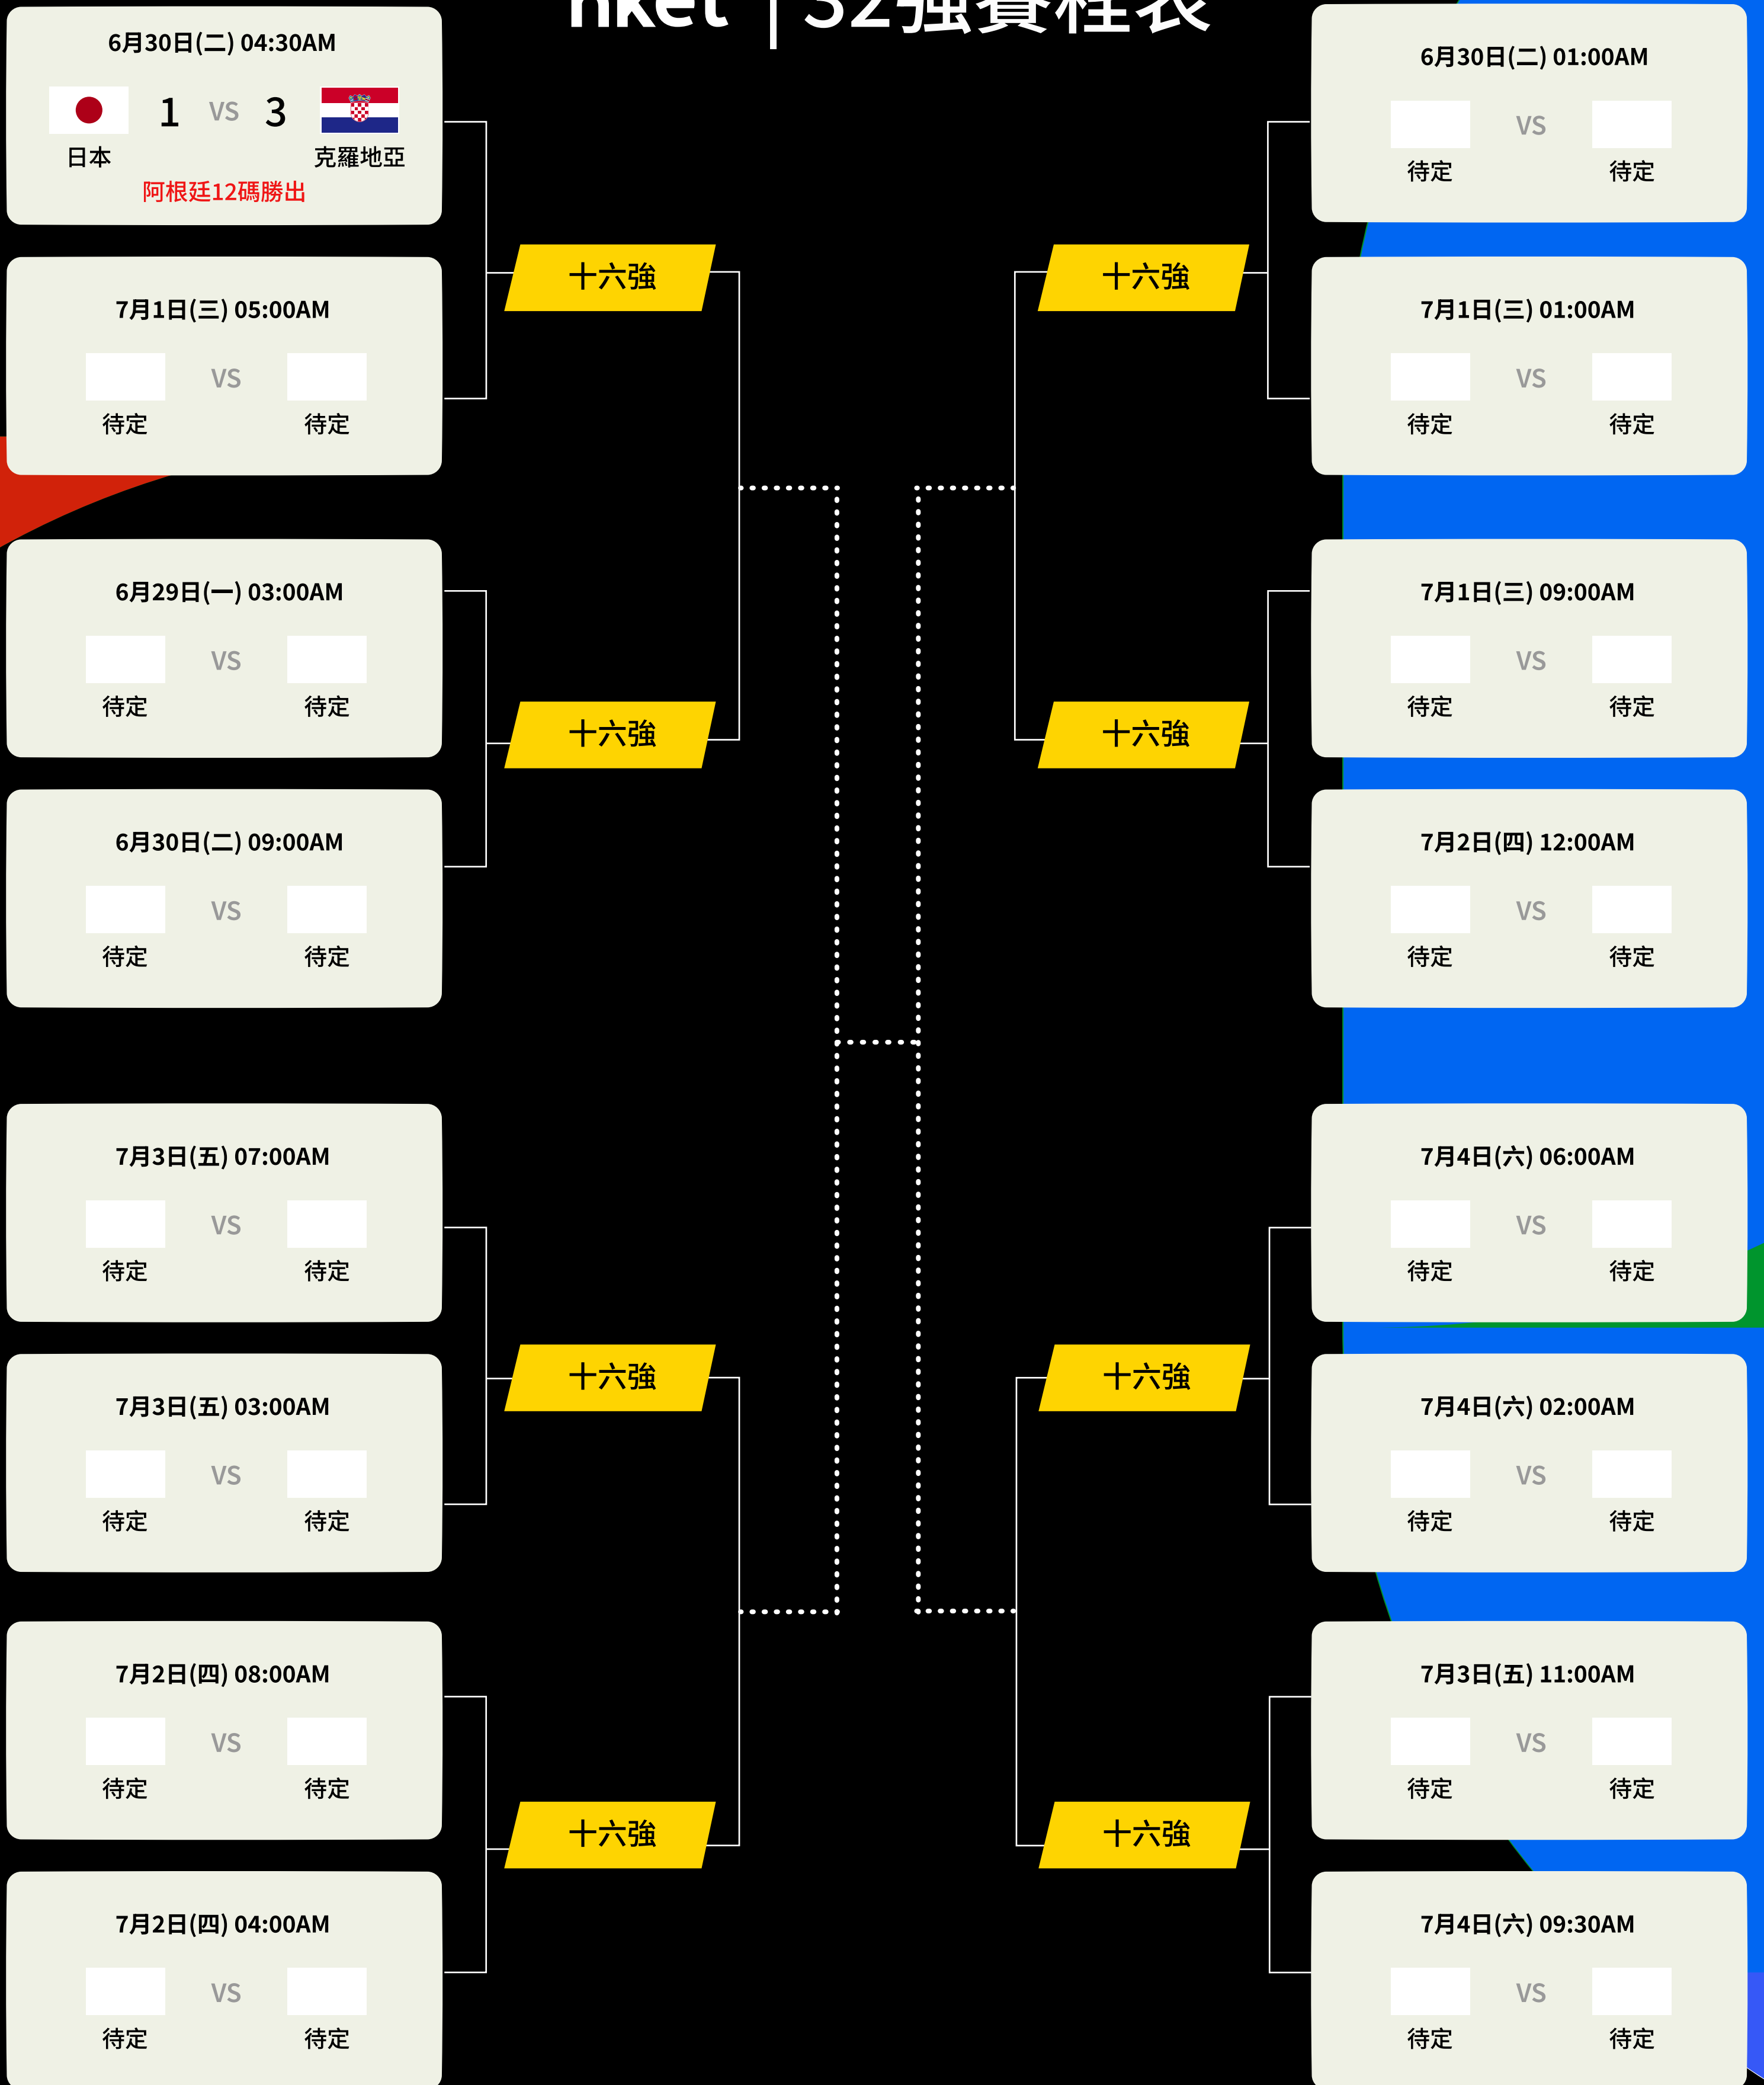 32強賽程表
6月30日(二) 04:30AM
1 VS 3
日本 克羅地亞
阿根廷12碼勝出
7月1日(三) 05:00AM
VS
待定 待定
十六強
6月29日(一) 03:00AM
VS
待定 待定
十六強
6月30日(二) 09:00AM
VS
待定 待定
7月3日(五) 07:00AM
VS
待定 待定
十六強
7月3日(五) 03:00AM
VS
待定 待定
7月2日(四) 08:00AM
VS
待定 待定
十六強
7月2日(四) 04:00AM
VS
待定 待定
6月30日(二) 01:00AM
VS
待定 待定
十六強
7月1日(三) 01:00AM
VS
待定 待定
7月1日(三) 09:00AM
VS
待定 待定
十六強
7月2日(四) 12:00AM
VS
待定 待定
7月4日(六) 06:00AM
VS
待定 待定
十六強
7月4日(六) 02:00AM
VS
待定 待定
7月3日(五) 11:00AM
VS
待定 待定
十六強
7月4日(六) 09:30AM
VS
待定 待定